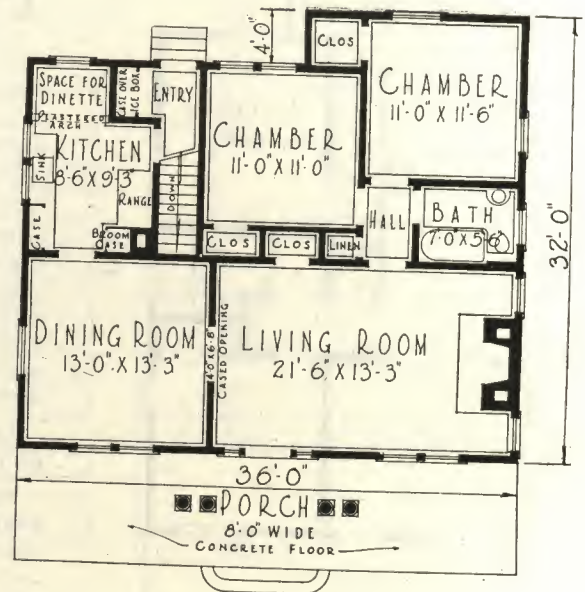 4'-0"
CLOS
CHAMBER
11'-0" X 11'-6"
SPACE FOR
DINETTE
PLASTERED
ARCH
CASE OVER
ICE BOX
ENTRY
CHAMBER
11'-0" X 11'-0"
KITCHEN
8'-6" X 9'-3"
SINK
RANGE
DOWN
CASE
BROOM
CASE
CLOS
CLOS
LINEN
HALL
BATH
7'-0" X 5'-6"
32'-0"
DINING ROOM
13'-0" X 13'-3"
4'-0" X 6'-8"
CASED OPENING
LIVING ROOM
21'-6" X 13'-3"
36'-0"
PORCH
8'-0" WIDE
CONCRETE FLOOR